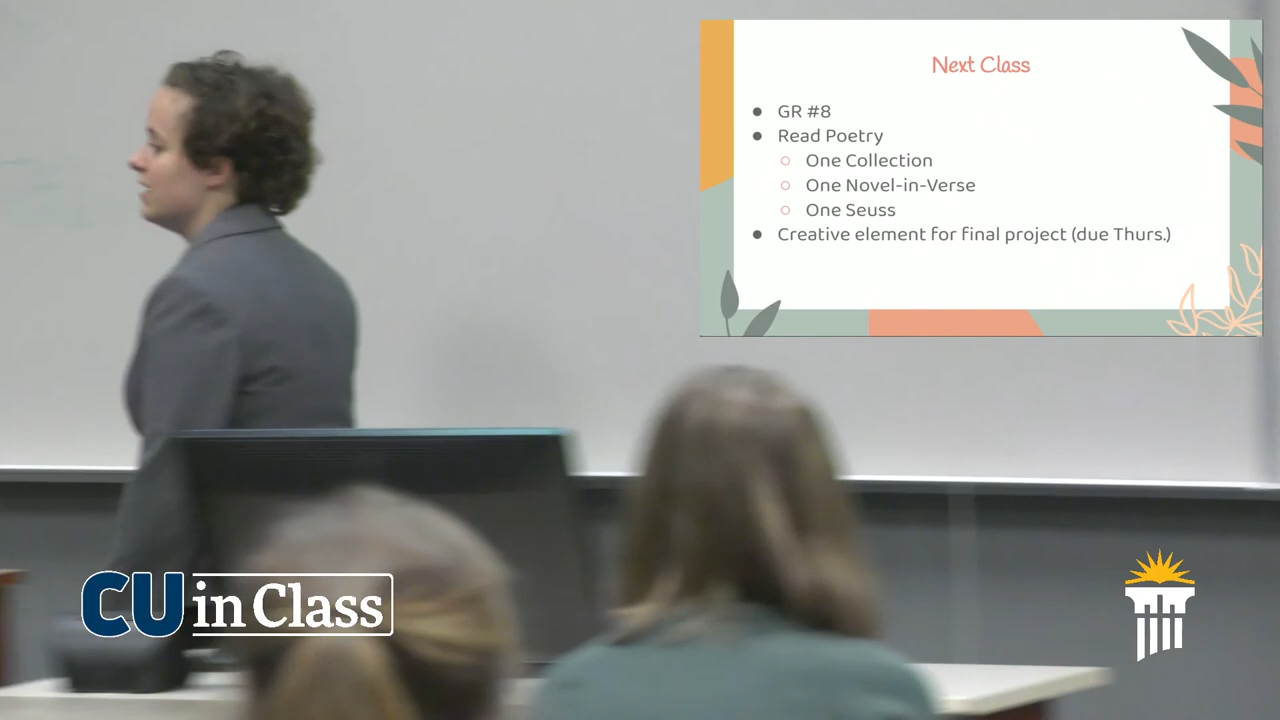 Next Class
● GR #8
● Read Poetry
○ One Collection
○ One Novel-in-Verse
○ One Seuss
● Creative element for final project (due Thurs.)
CU in Class